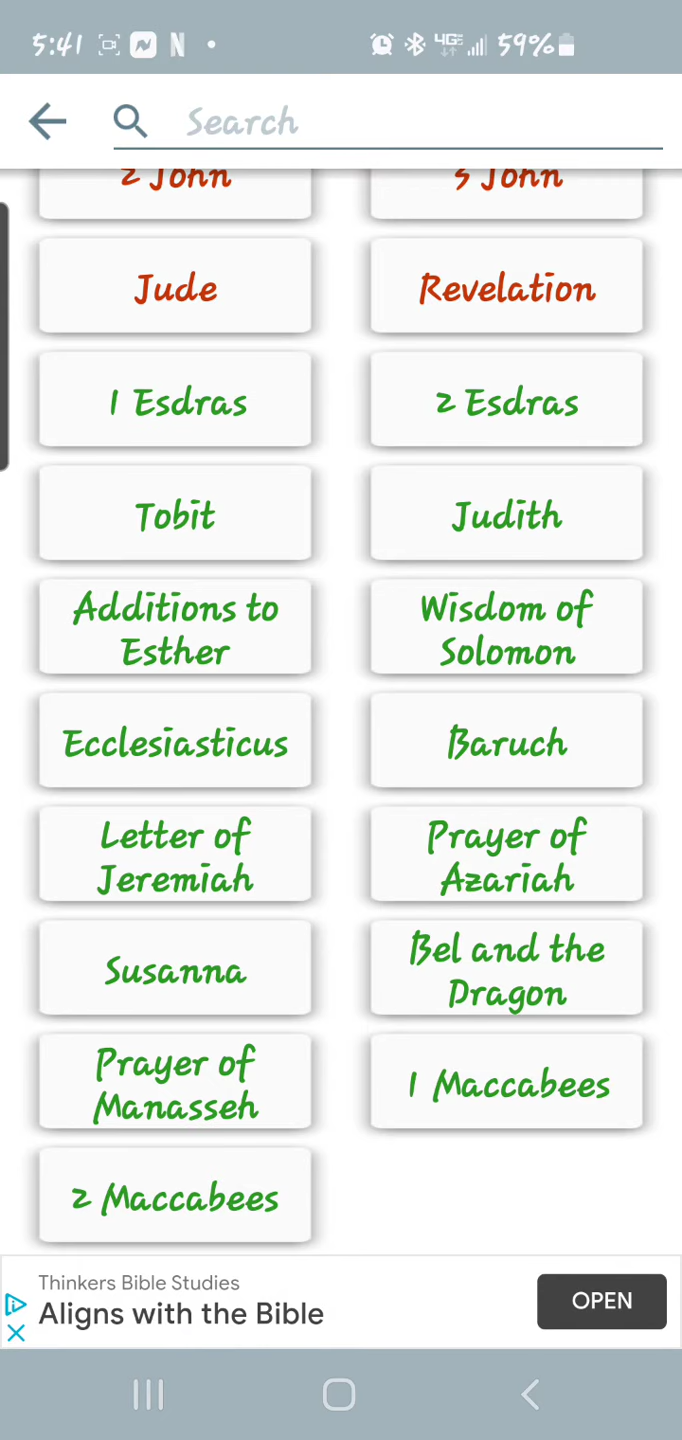 5:41
N
4GE
59%
Search
2 John
3 John
Jude
Revelation
1 Esdras
2 Esdras
Tobit
Judith
Additions to
Esther
Wisdom of
Solomon
Ecclesiasticus
Baruch
Letter of
Jeremiah
Prayer of
Azariah
Susanna
Bel and the
Dragon
Prayer of
Manasseh
1 Maccabees
2 Maccabees
Thinkers Bible Studies
Aligns with the Bible
OPEN